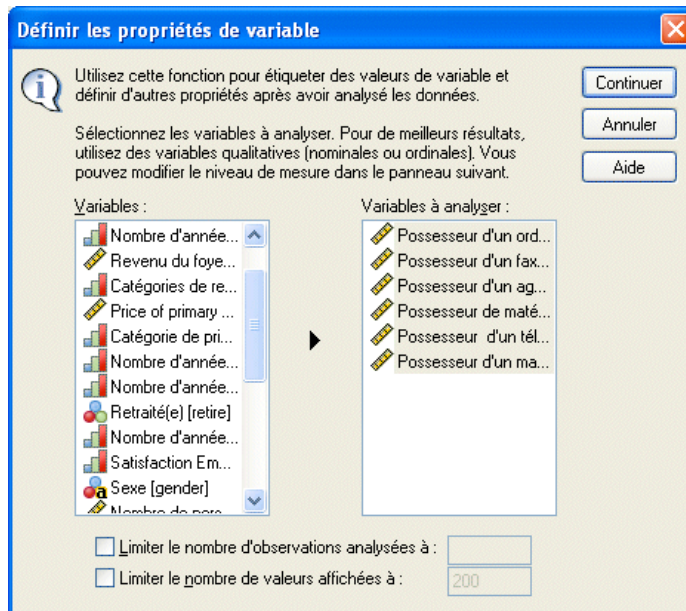 Définir les propriétés de variable
Utilisez cette fonction pour étiqueter des valeurs de variable et
définir d'autres propriétés après avoir analysé les données.
Sélectionnez les variables à analyser. Pour de meilleurs résultats,
utilisez des variables qualitatives (nominales ou ordinales). Vous
pouvez modifier le niveau de mesure dans le panneau suivant.
Continuer
Annuler
Aide
Variables :
Nombre d'année...
Revenu du foye...
Catégories de re...
Price of primary ...
Catégorie de pri...
Nombre d'année...
Nombre d'année...
Retraité(e) [retire]
Nombre d'année...
Satisfaction Em...
Sexe [gender]
Nombre de pers...
Variables à analyser :
Possesseur d'un ord...
Possesseur d'un fax...
Possesseur d'un ag...
Possesseur de maté...
Possesseur d'un tél...
Possesseur d'un ma...
Limiter le nombre d'observations analysées à :
Limiter le nombre de valeurs affichées à :
200